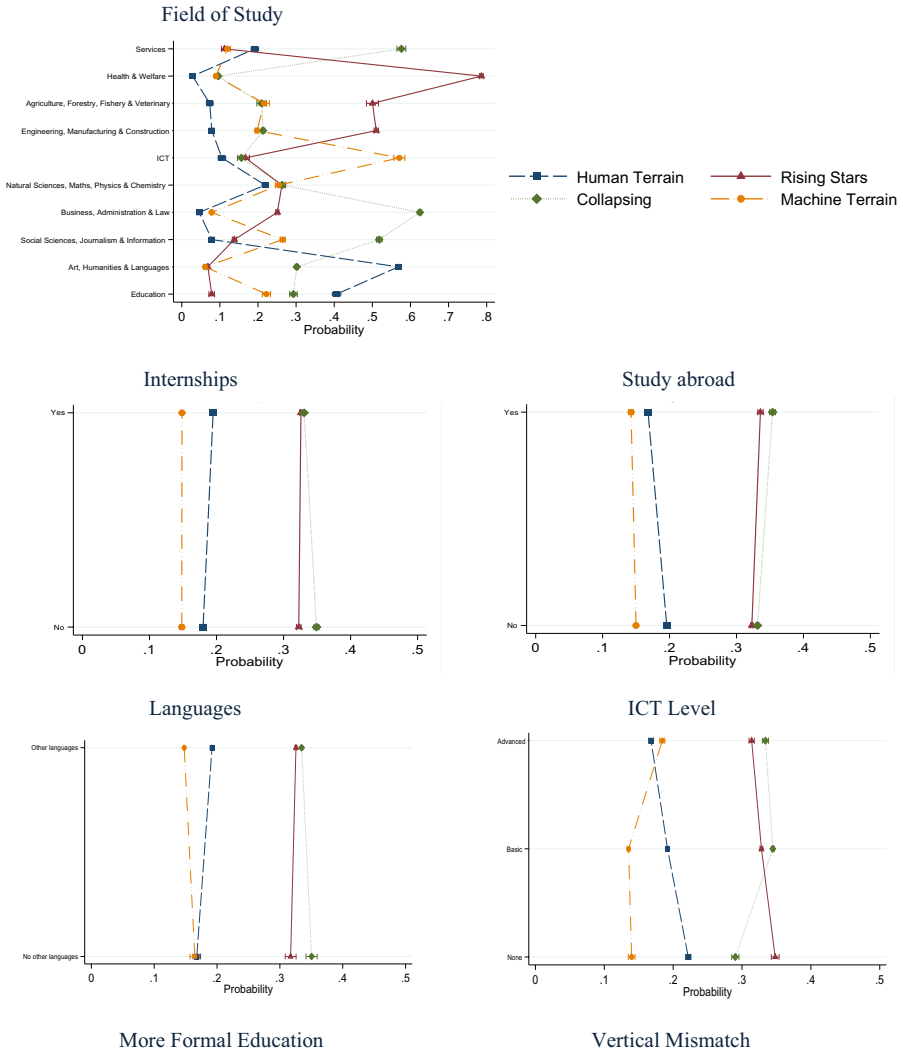 Field of Study
Services
Health & Welfare
Agriculture, Forestry, Fishery & Veterinary
Engineering, Manufacturing & Construction
ICT
Natural Sciences, Maths, Physics & Chemistry
Business, Administration & Law
Social Sciences, Journalism & Information
Art, Humanities & Languages
Education
0 .1 .2 .3 .4 .5 .6 .7 .8
Probability
Human Terrain Rising Stars
Collapsing Machine Terrain
Internships
Yes
No
0 .1 .2 .3 .4 .5
Probability
Study abroad
Yes
No
0 .1 .2 .3 .4 .5
Probability
Languages
Other languages
No other languages
0 .1 .2 .3 .4 .5
Probability
ICT Level
Advanced
Basic
None
0 .1 .2 .3 .4 .5
Probability
More Formal Education
Vertical Mismatch